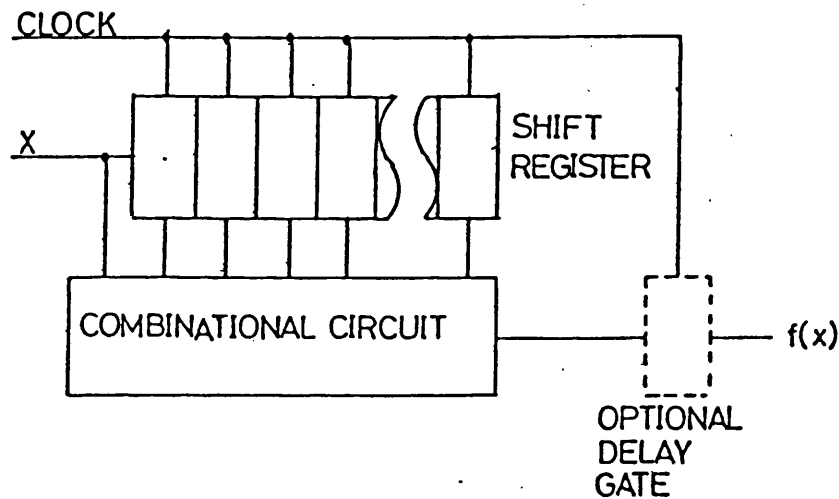 CLOCK
X
SHIFT
REGISTER
COMBINATIONAL CIRCUIT
f(x)
OPTIONAL
DELAY
GATE